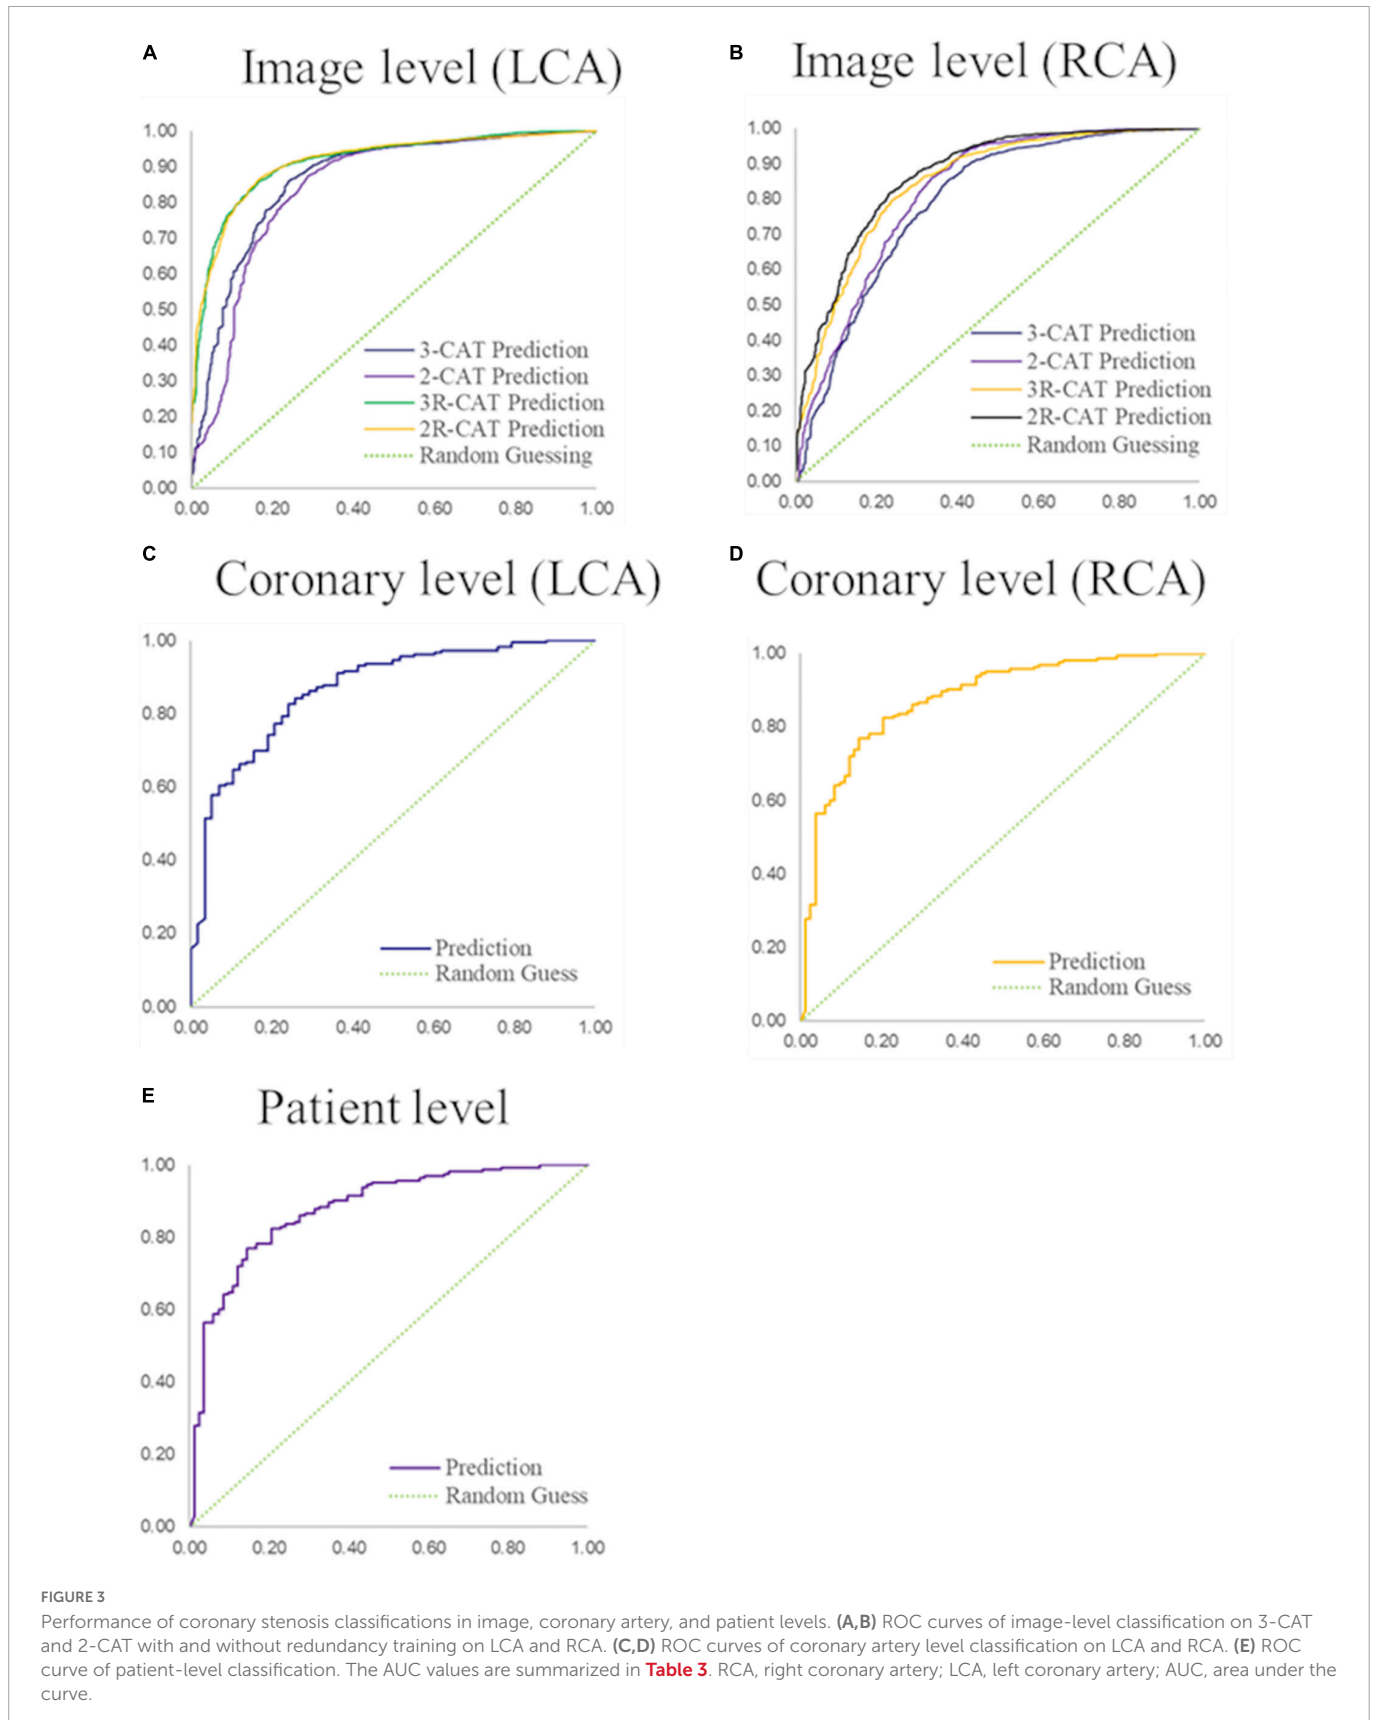 A
Image level (LCA)
1.00
0.90
0.80
0.70
0.60
0.50
0.40
0.30
0.20
0.10
0.00
3-CAT Prediction
2-CAT Prediction
3R-CAT Prediction
2R-CAT Prediction
Random Guessing
0.00 0.20 0.40 0.60 0.80 1.00
B
Image level (RCA)
1.00
0.90
0.80
0.70
0.60
0.50
0.40
0.30
0.20
0.10
0.00
3-CAT Prediction
2-CAT Prediction
3R-CAT Prediction
2R-CAT Prediction
Random Guessing
0.00 0.20 0.40 0.60 0.80 1.00
C
Coronary level (LCA)
1.00
0.80
0.60
0.40
0.20
0.00
Prediction
Random Guess
0.00 0.20 0.40 0.60 0.80 1.00
D
Coronary level (RCA)
1.00
0.80
0.60
0.40
0.20
0.00
Prediction
Random Guess
0.00 0.20 0.40 0.60 0.80 1.00
E
Patient level
1.00
0.80
0.60
0.40
0.20
0.00
Prediction
Random Guess
0.00 0.20 0.40 0.60 0.80 1.00
FIGURE 3
Performance of coronary stenosis classifications in image, coronary artery, and patient levels. (A,B) ROC curves of image-level classification on 3-CAT
and 2-CAT with and without redundancy training on LCA and RCA. (C,D) ROC curves of coronary artery level classification on LCA and RCA. (E) ROC
curve of patient-level classification. The AUC values are summarized in Table 3. RCA, right coronary artery; LCA, left coronary artery; AUC, area under the
curve.